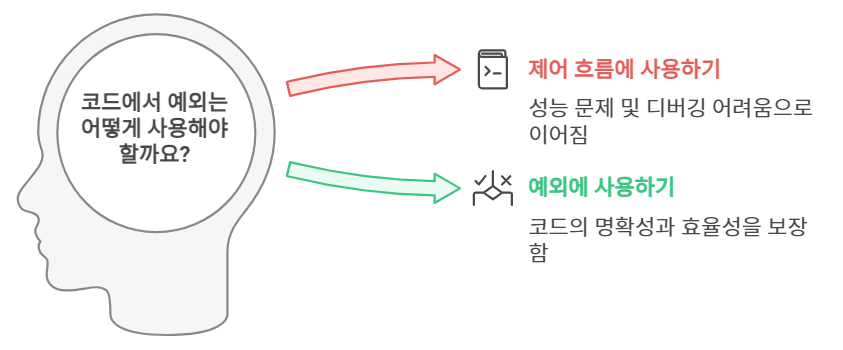 코드에서 예외는
어떻게 사용해야
할까요?
제어 흐름에 사용하기
성능 문제 및 디버깅 어려움으로
이어짐
예외에 사용하기
코드의 명확성과 효율성을 보장
함